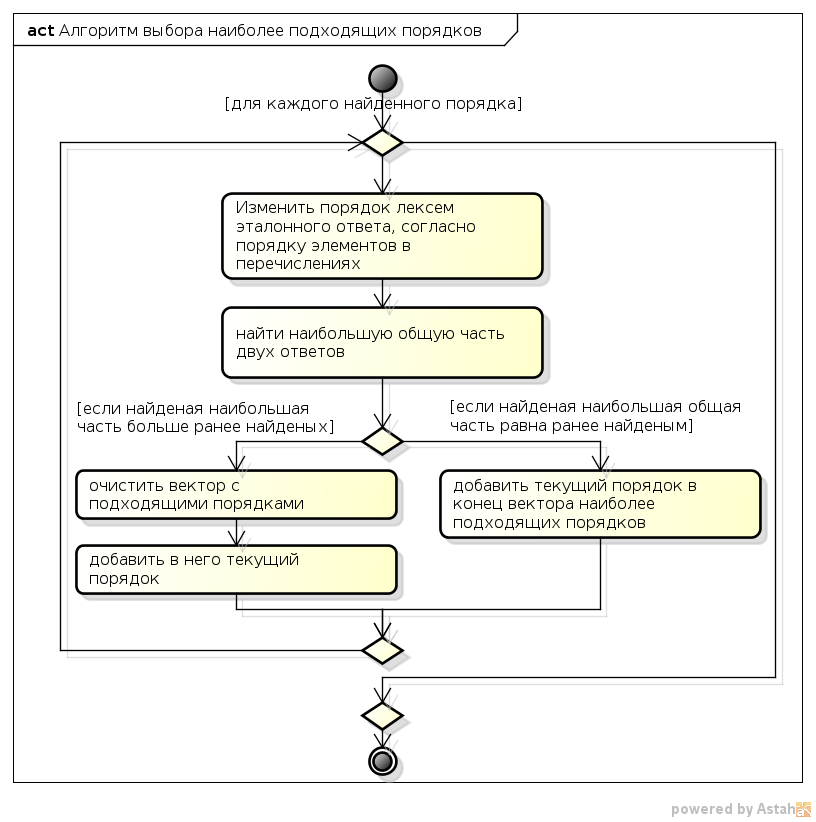 act Алгоритм выбора наиболее подходящих порядков
[для каждого найденного порядка]
Изменить порядок лексем
эталонного ответа, согласно
порядку элементов в
перечислениях
найти наибольшую общую часть
двух ответов
[если найденая наибольшая
часть больше ранее найденых]
[если найденая наибольшая общая
часть равна ранее найденым]
очистить вектор с
подходящими порядками
добавить текущий порядок в
конец вектора наиболее
подходящих порядков
добавить в него текущий
порядок
powered by Astah